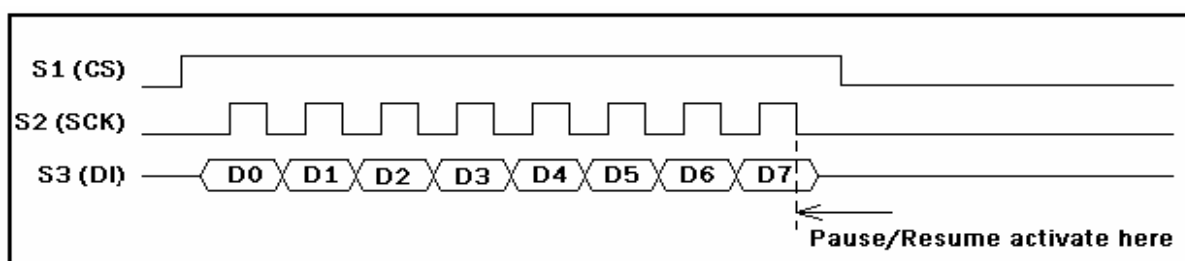 S1 (CS)
S2 (SCK)
S3 (DI)
D0 D1 D2 D3 D4 D5 D6 D7
Pause/Resume activate here